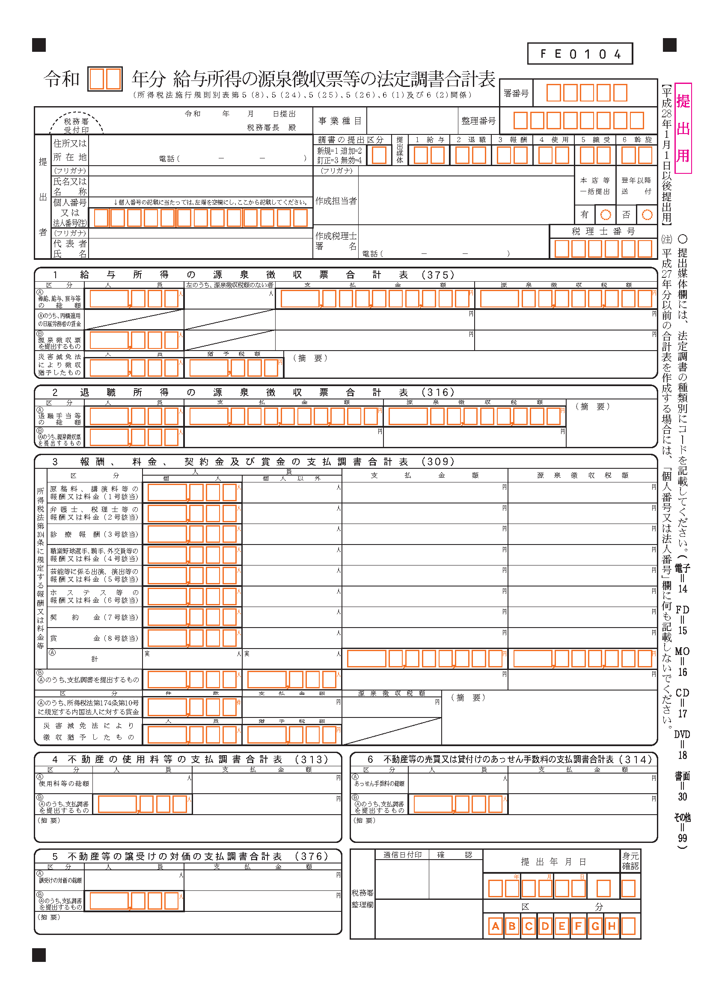 FE0104
令和 年分 給与所得の源泉徴収票等の法定調書合計表
(所得税法施行規則別表第5(8)、5(24)、5(25)、5(26)、6(1)及び6(2)関係)
署番号
税務署
受付印
令和 年 月 日提出
税務署長 殿
事業種目
整理番号
提出者
住所又は
所在地
電話( － － )
(フリガナ)
氏名又は
名称
個人番号
又は
法人番号(注)
↓個人番号の記載に当たっては、左端を空欄にし、ここから記載してください。
(フリガナ)
代表者
氏名
調書の提出区分
新規=1 追加=2
訂正=3 無効=4
提出媒体
1 給与
2 退職
3 報酬
4 使用
5 譲受
6 斡旋
(フリガナ)
作成担当者
本店等
一括提出
翌年以降
送付
有
否
作成税理士
署名
電話( － － )
税理士番号
1 給与所得の源泉徴収票合計表(375)
区分 人員 左のうち、源泉徴収税額のない者 支払金額 源泉徴収税額
Ⓐ
俸給、給与、賞与等
の総額
人 人 円 円
Ⓐのうち、丙欄適用
の日雇労務者の賃金
円 円
Ⓑ
源泉徴収票
を提出するもの
人 円 円
災害減免法
により徴収
猶予したもの
人員 猶予税額
人 円
(摘要)
2 退職所得の源泉徴収票合計表(316)
区分 人員 支払金額 源泉徴収税額
Ⓐ
退職手当等
の総額
人 円 円
(摘要)
Ⓑ
Ⓐのうち、源泉徴収票
を提出するもの
人 円 円
3 報酬、料金、契約金及び賞金の支払調書合計表(309)
所得税法第204条に規定する報酬又は料金等
区分 人員 支払金額 源泉徴収税額
個人 個人以外
原稿料、講演料等の
報酬又は料金(1号該当)
人 人 円 円
弁護士、税理士等の
報酬又は料金(2号該当)
人 人 円 円
診療報酬(3号該当)
人 人 円 円
職業野球選手、騎手、外交員等の
報酬又は料金(4号該当)
人 人 円 円
芸能等に係る出演、演出等の
報酬又は料金(5号該当)
人 人 円 円
ホステス等の
報酬又は料金(6号該当)
人 人 円 円
契約金(7号該当)
人 人 円 円
賞金(8号該当)
人 人 円 円
Ⓐ
計
実 人 実 人 円 円
Ⓑ
Ⓐのうち、支払調書を提出するもの
人 人 円 円
区分 件数 支払金額 源泉徴収税額
Ⓐのうち、所得税法第174条第10号
に規定する内国法人に対する賞金
件 円 円
(摘要)
災害減免法により
徴収猶予したもの
人員 猶予税額
人 円
4 不動産の使用料等の支払調書合計表(313)
区分 人員 支払金額
Ⓐ
使用料等の総額
人 円
Ⓑ
Ⓐのうち、支払調書
を提出するもの
人 円
(摘要)
6 不動産等の売買又は貸付けのあっせん手数料の支払調書合計表(314)
区分 人員 支払金額
Ⓐ
あっせん手数料の総額
人 円
Ⓑ
Ⓐのうち、支払調書
を提出するもの
人 円
(摘要)
5 不動産等の譲受けの対価の支払調書合計表(376)
区分 人員 支払金額
Ⓐ
譲受けの対価の総額
人 円
Ⓑ
Ⓐのうち、支払調書
を提出するもの
人 円
(摘要)
税務署
整理欄
通信日付印
確認
提出年月日
身元
確認
年 月 日
区分
A B C D E F G H
提出用
【平成28年1月1日以後提出用】
○ 提出媒体欄には、法定調書の種類別にコードを記載してください。(電子=14 FD=15 MO=16 CD=17 DVD=18 書面=30 その他=99)
(注) 平成27年分以前の合計表を作成する場合には、「個人番号又は法人番号」欄に何も記載しないでください。